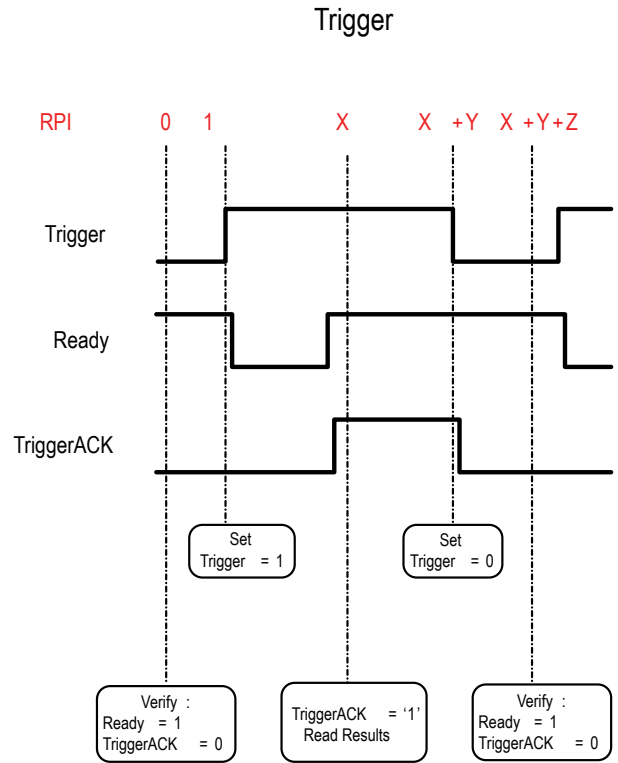 Trigger
RPI 0 1 X X +Y X +Y+Z
Trigger
Ready
TriggerACK
Set
Trigger = 1
Set
Trigger = 0
Verify :
Ready = 1
TriggerACK = 0
TriggerACK = ‘1’
Read Results
Verify :
Ready = 1
TriggerACK = 0